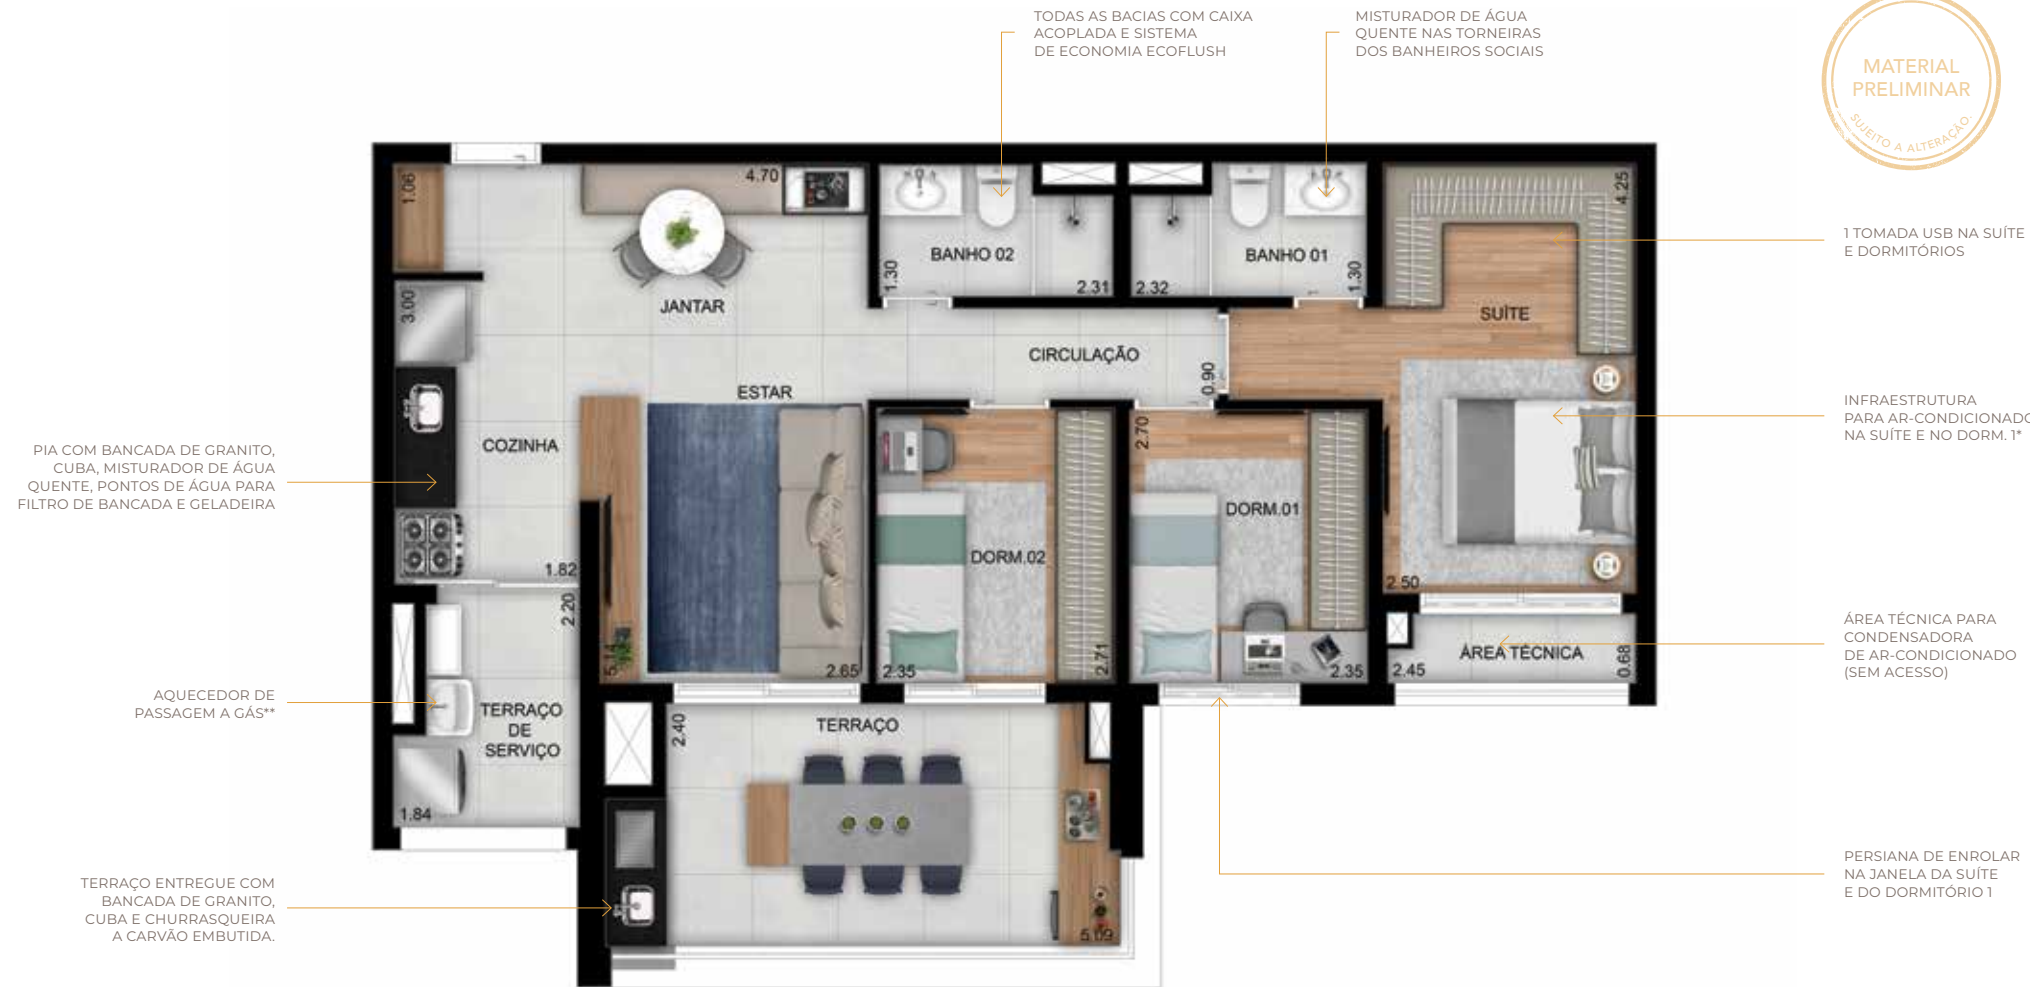 TODAS AS BACIAS COM CAIXA
ACOPLADA E SISTEMA
DE ECONOMIA ECOFLUSH
MISTURADOR DE ÁGUA
QUENTE NAS TORNEIRAS
DOS BANHEIROS SOCIAIS
MATERIAL
PRELIMINAR
SUJEITO A ALTERAÇÃO.
1 TOMADA USB NA SUÍTE
E DORMITÓRIOS
INFRAESTRUTURA
PARA AR-CONDICIONADO
NA SUÍTE E NO DORM. 1*
ÁREA TÉCNICA PARA
CONDENSADORA
DE AR-CONDICIONADO
(SEM ACESSO)
PERSIANA DE ENROLAR
NA JANELA DA SUÍTE
E DO DORMITÓRIO 1
PIA COM BANCADA DE GRANITO,
CUBA, MISTURADOR DE ÁGUA
QUENTE, PONTOS DE ÁGUA PARA
FILTRO DE BANCADA E GELADEIRA
AQUECEDOR DE
PASSAGEM A GÁS**
TERRAÇO ENTREGUE COM
BANCADA DE GRANITO,
CUBA E CHURRASQUEIRA
A CARVÃO EMBUTIDA.
1.06
4.70
BANHO 02
1.30
2.31
BANHO 01
2.32
1.30
4.25
3.00
JANTAR
SUÍTE
CIRCULAÇÃO
0.90
ESTAR
COZINHA
2.70
DORM.01
DORM.02
1.82
2.50
2.20
5.14
2.65
2.35
2.71
2.35
2.45
ÁREA TÉCNICA
0.68
TERRAÇO
DE
SERVIÇO
1.84
2.40
TERRAÇO
5.09